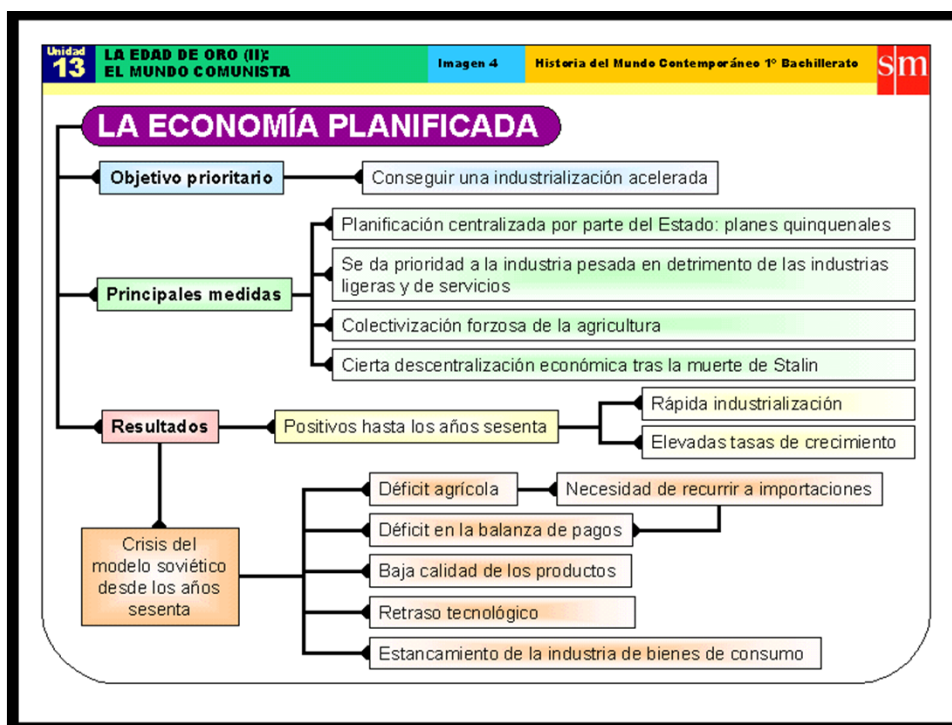 Unidad
13
LA EDAD DE ORO (II):
EL MUNDO COMUNISTA
Imagen 4
Historia del Mundo Contemporáneo 1º Bachillerato
sm
LA ECONOMÍA PLANIFICADA
Objetivo prioritario
Conseguir una industrialización acelerada
Principales medidas
Planificación centralizada por parte del Estado: planes quinquenales
Se da prioridad a la industria pesada en detrimento de las industrias
ligeras y de servicios
Colectivización forzosa de la agricultura
Cierta descentralización económica tras la muerte de Stalin
Resultados
Positivos hasta los años sesenta
Rápida industrialización
Elevadas tasas de crecimiento
Crisis del
modelo soviético
desde los años
sesenta
Déficit agrícola
Necesidad de recurrir a importaciones
Déficit en la balanza de pagos
Baja calidad de los productos
Retraso tecnológico
Estancamiento de la industria de bienes de consumo